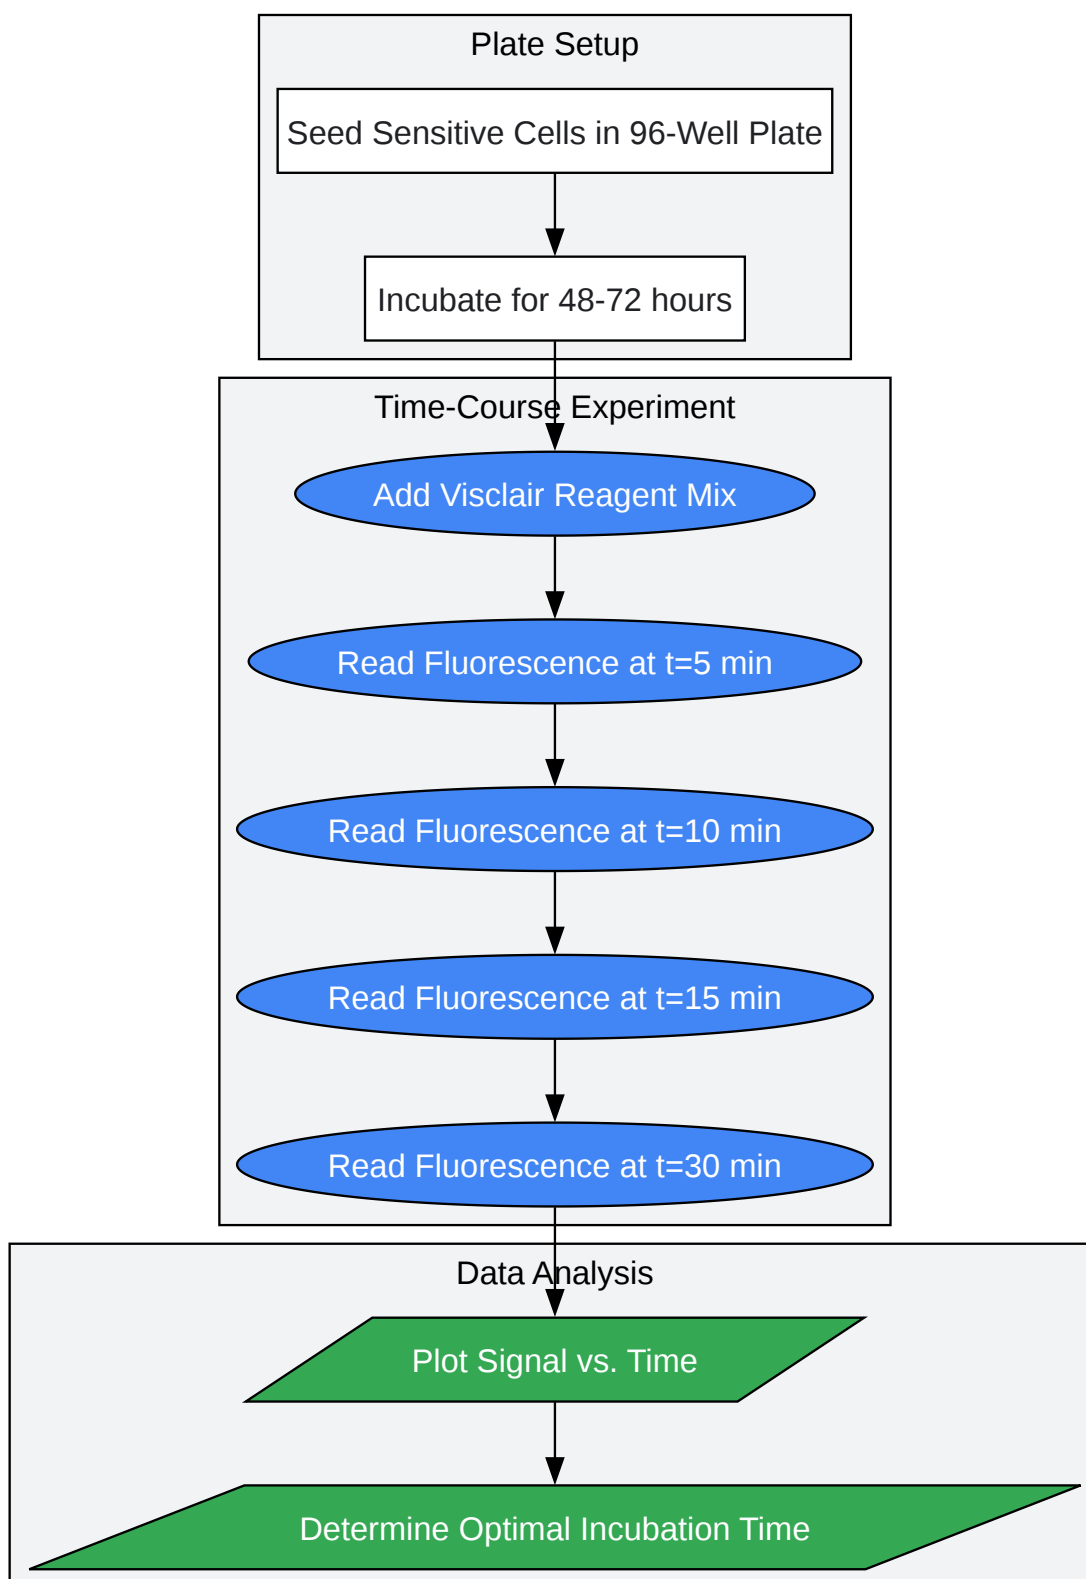 Plate Setup
Seed Sensitive Cells in 96-Well Plate
Incubate for 48-72 hours
Time-Course Experiment
Add Visclair Reagent Mix
Read Fluorescence at t=5 min
Read Fluorescence at t=10 min
Read Fluorescence at t=15 min
Read Fluorescence at t=30 min
Data Analysis
Plot Signal vs. Time
Determine Optimal Incubation Time